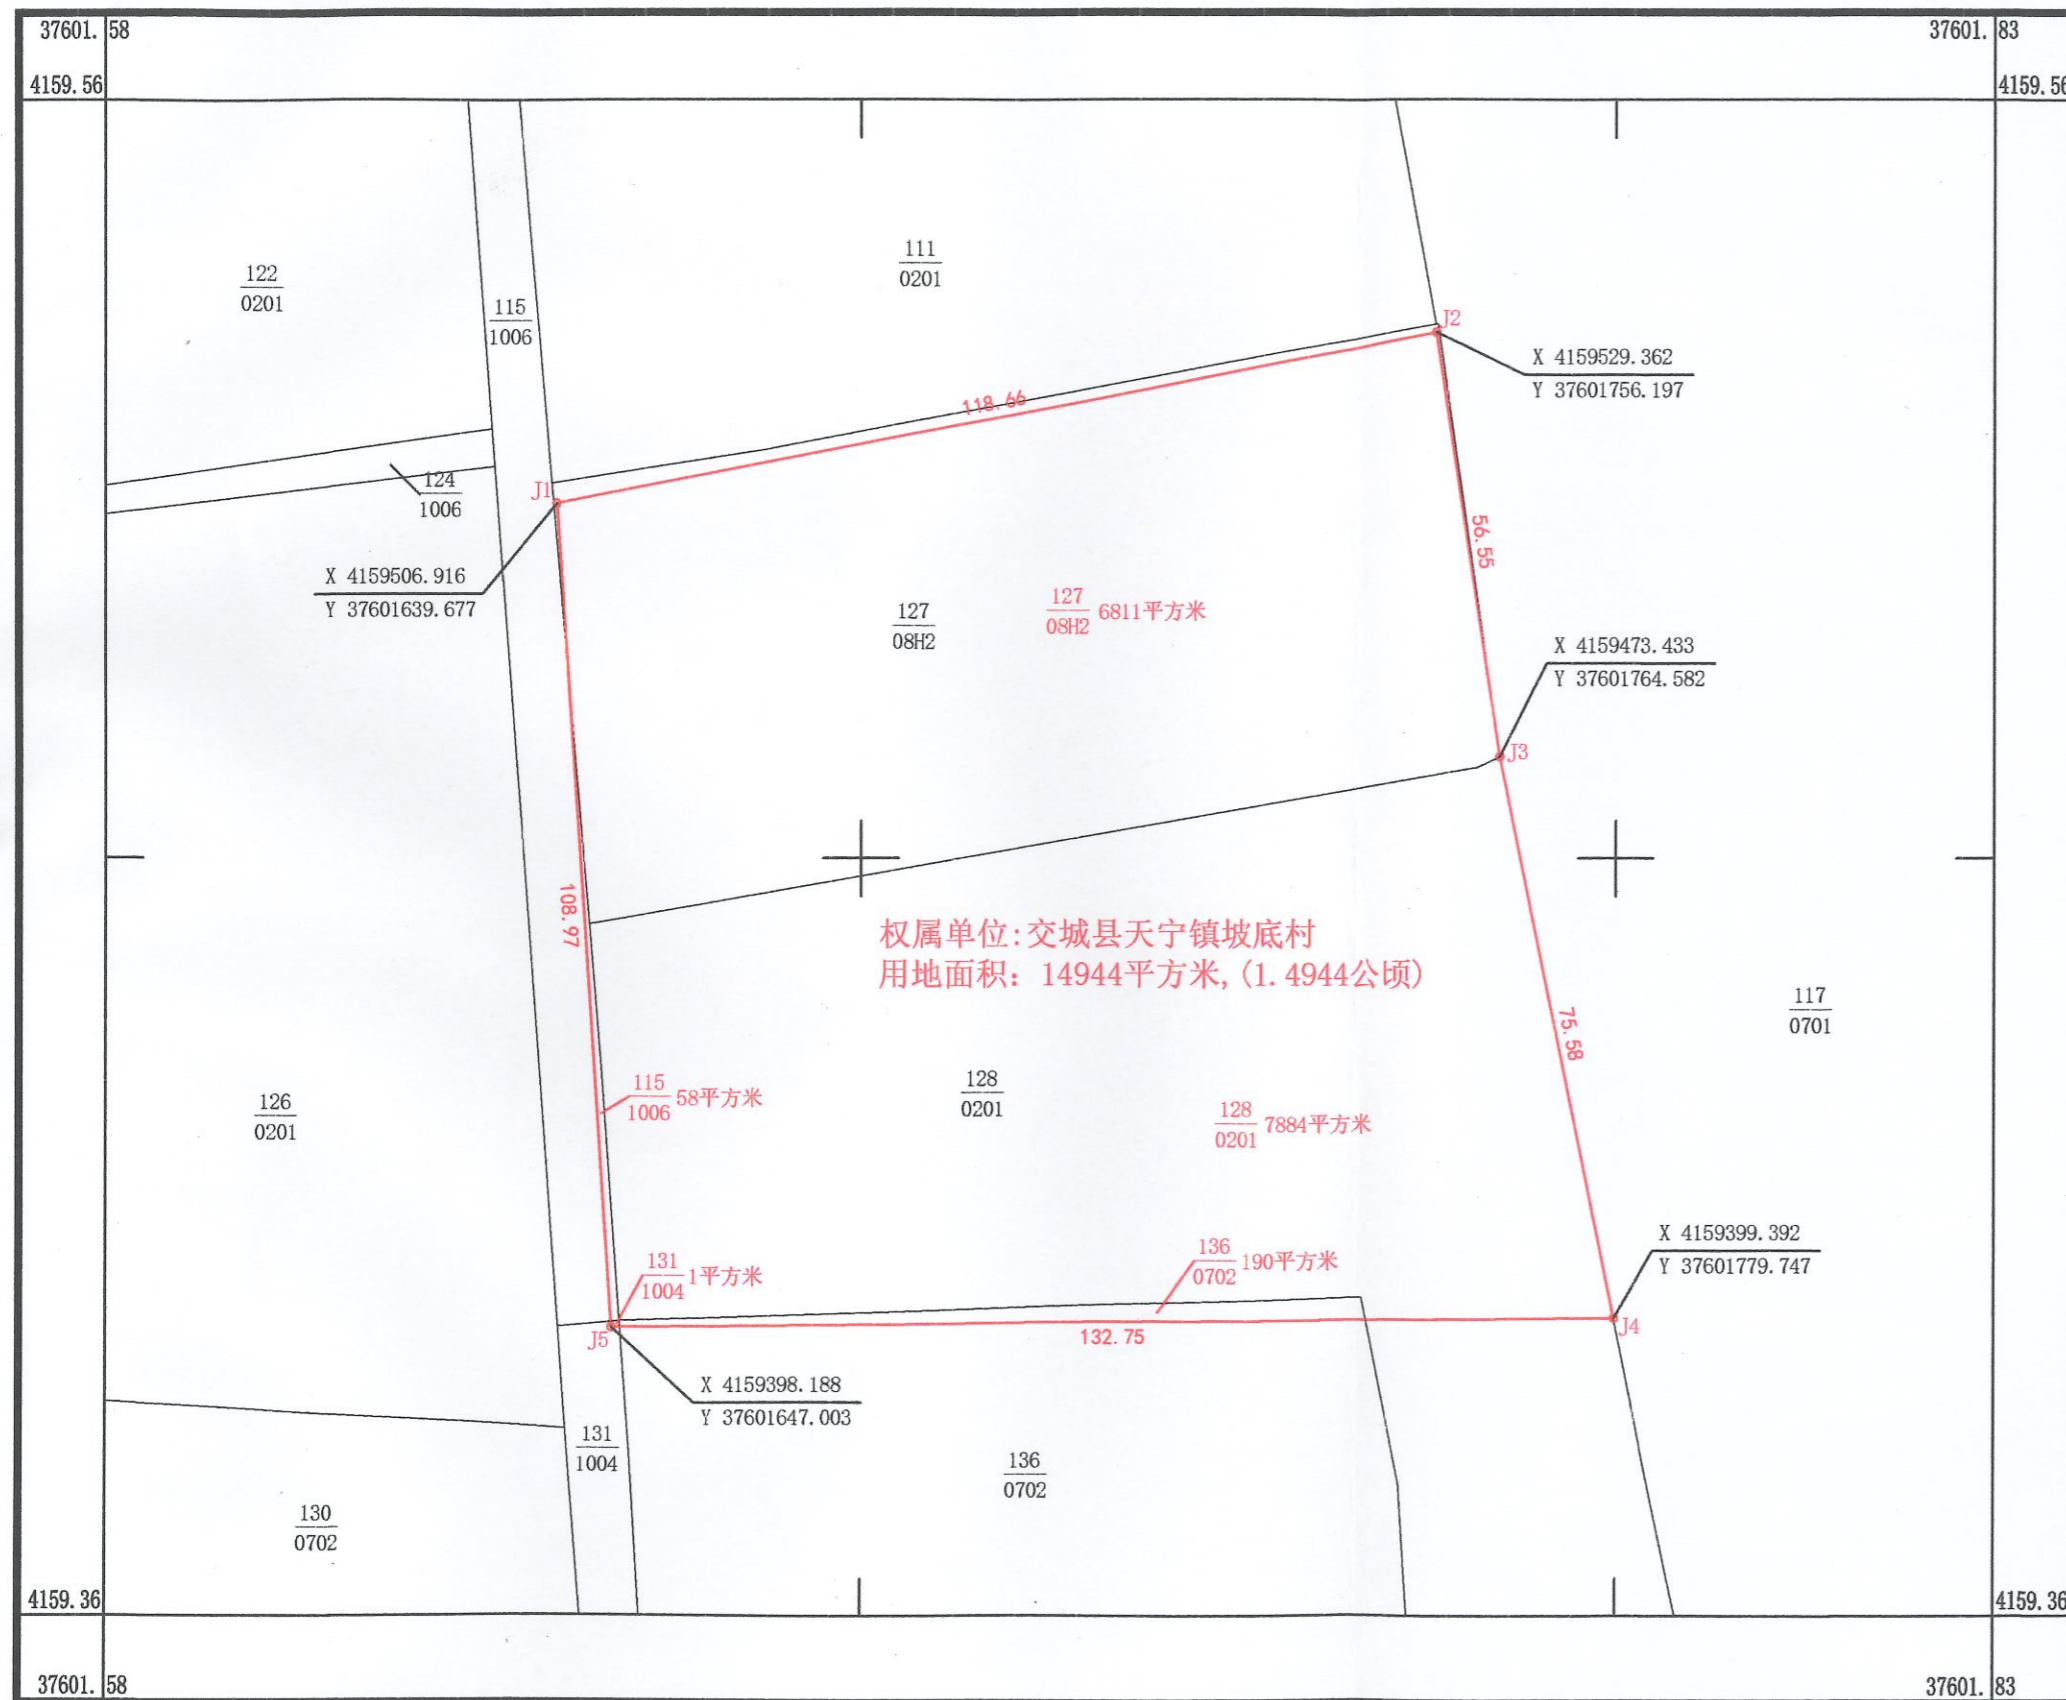 37601.58
37601.83
4159.56
4159.56
111
0201
122
0201
115
1006
J2
X 4159529.362
Y 37601756.197
118.66
124
1006
J1
X 4159506.916
Y 37601639.677
56.55
127
08H2
127
08H2 6811平方米
X 4159473.433
Y 37601764.582
J3
108.97
权属单位:交城县天宁镇坡底村
用地面积: 14944平方米,(1.4944公顷)
75.58
117
0701
126
0201
115
1006 58平方米
128
0201
128
0201 7884平方米
131
1004 1平方米
136
0702 190平方米
X 4159399.392
Y 37601779.747
J5
132.75
J4
X 4159398.188
Y 37601647.003
131
1004
136
0702
130
0702
4159.36
4159.36
37601.58
37601.83